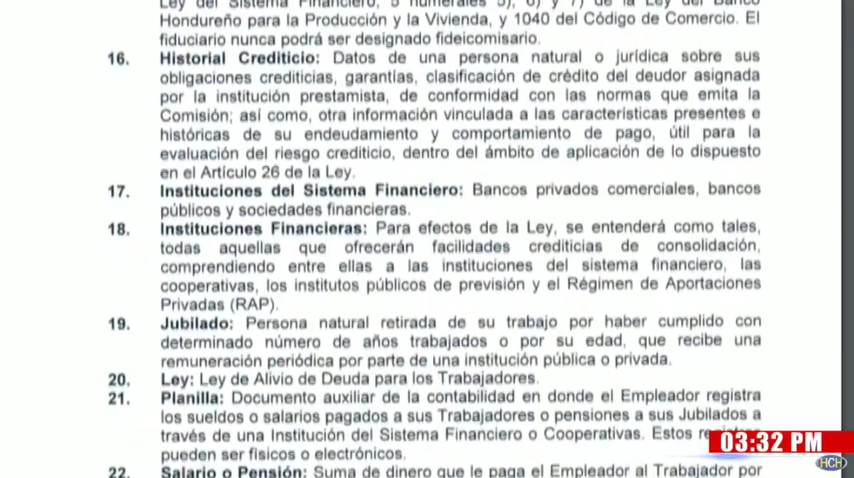 Ley del Sistema Financiero, 5 numerales 5), 6) y 7) de la Ley del Banco
Hondureño para la Producción y la Vivienda, y 1040 del Código de Comercio. El
fiduciario nunca podrá ser designado fideicomisario.
16. Historial Crediticio: Datos de una persona natural o jurídica sobre sus
obligaciones crediticias, garantías, clasificación de crédito del deudor asignada
por la institución prestamista, de conformidad con las normas que emita la
Comisión; así como, otra información vinculada a las características presentes e
históricas de su endeudamiento y comportamiento de pago, útil para la
evaluación del riesgo crediticio, dentro del ámbito de aplicación de lo dispuesto
en el Artículo 26 de la Ley.
17. Instituciones del Sistema Financiero: Bancos privados comerciales, bancos
públicos y sociedades financieras.
18. Instituciones Financieras: Para efectos de la Ley, se entenderá como tales,
todas aquellas que ofrecerán facilidades crediticias de consolidación,
comprendiendo entre ellas a las instituciones del sistema financiero, las
cooperativas, los institutos públicos de previsión y el Régimen de Aportaciones
Privadas (RAP).
19. Jubilado: Persona natural retirada de su trabajo por haber cumplido con
determinado número de años trabajados o por su edad, que recibe una
remuneración periódica por parte de una institución pública o privada.
20. Ley: Ley de Alivio de Deuda para los Trabajadores.
21. Planilla: Documento auxiliar de la contabilidad en donde el Empleador registra
los sueldos o salarios pagados a sus Trabajadores o pensiones a sus Jubilados a
través de una Institución del Sistema Financiero o Cooperativas. Estos
pueden ser físicos o electrónicos.
22. Salario o Pensión: Suma de dinero que le paga el Empleador al Trabajador por
03:32 PM
HCH